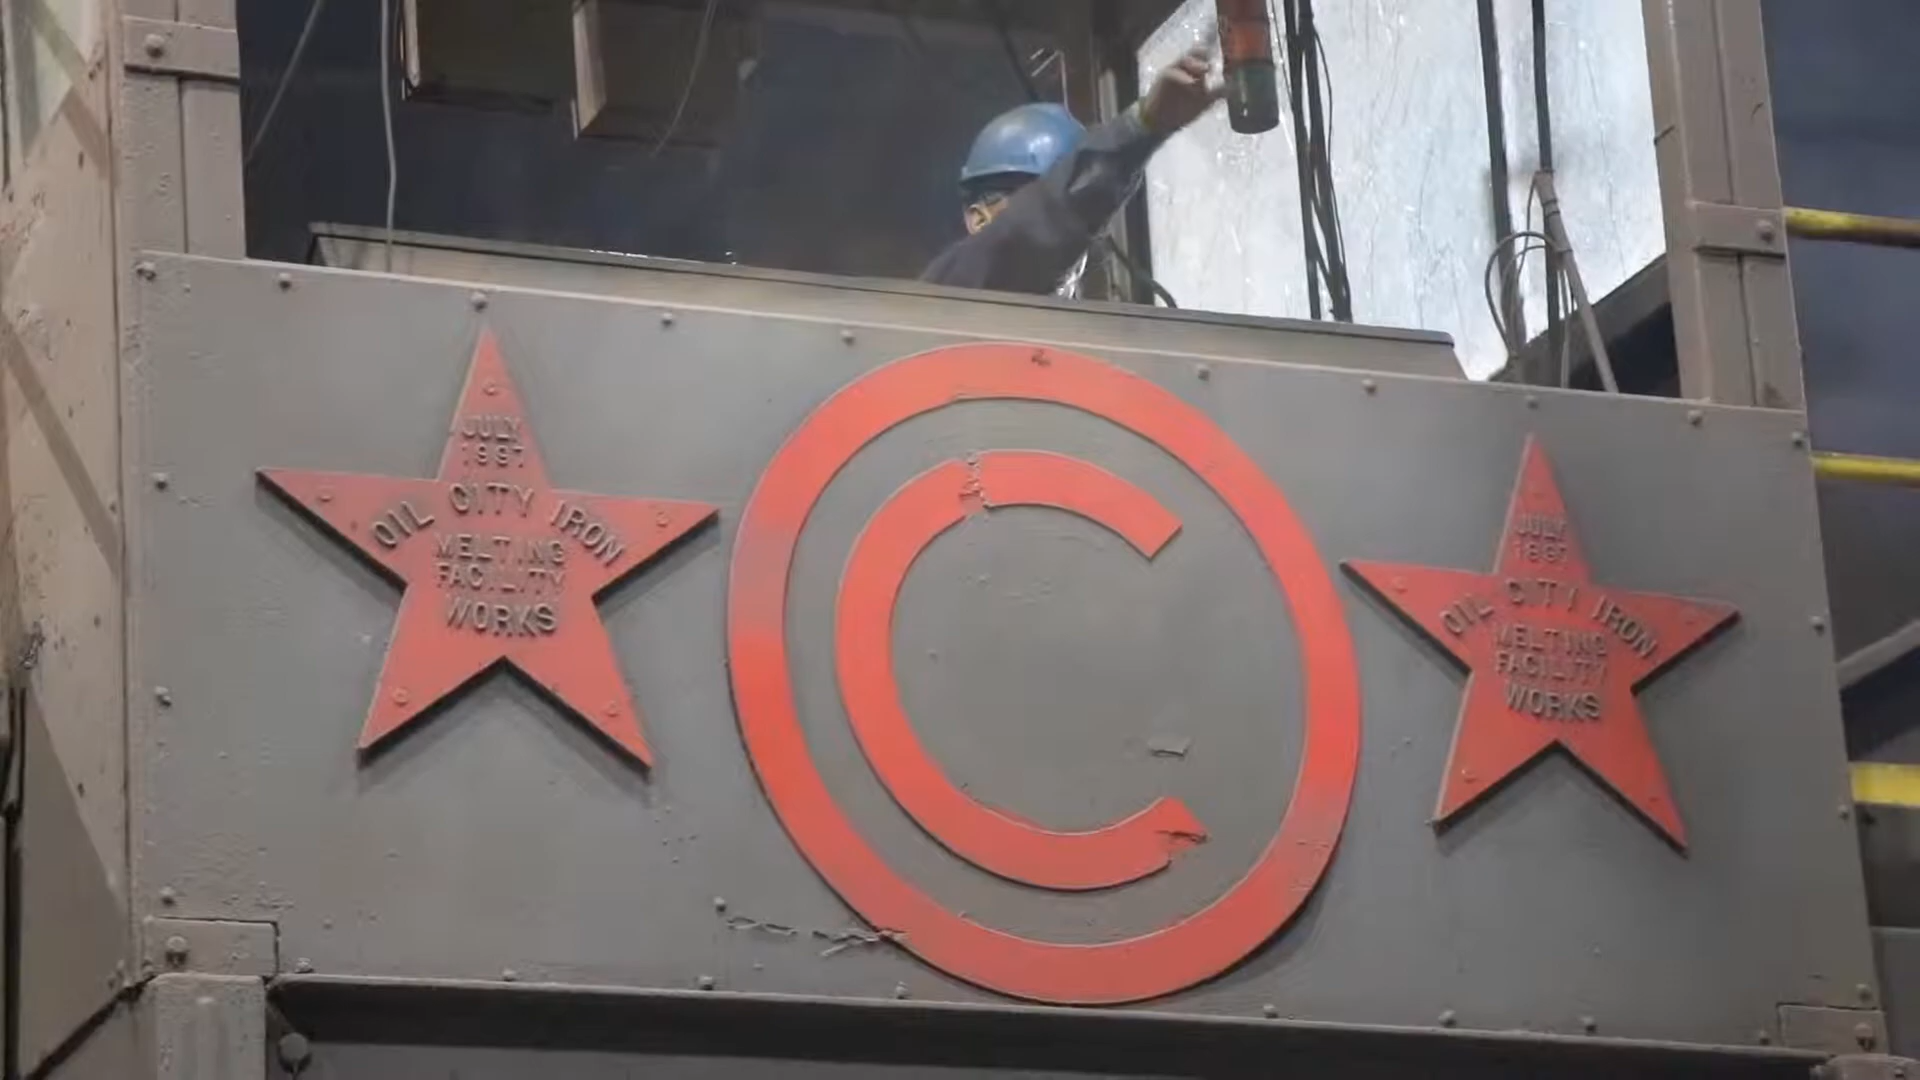 JULY
1997
OIL CITY IRON
MELTING
FACILITY
WORKS
C
JULY
1997
OIL CITY IRON
MELTING
FACILITY
WORKS